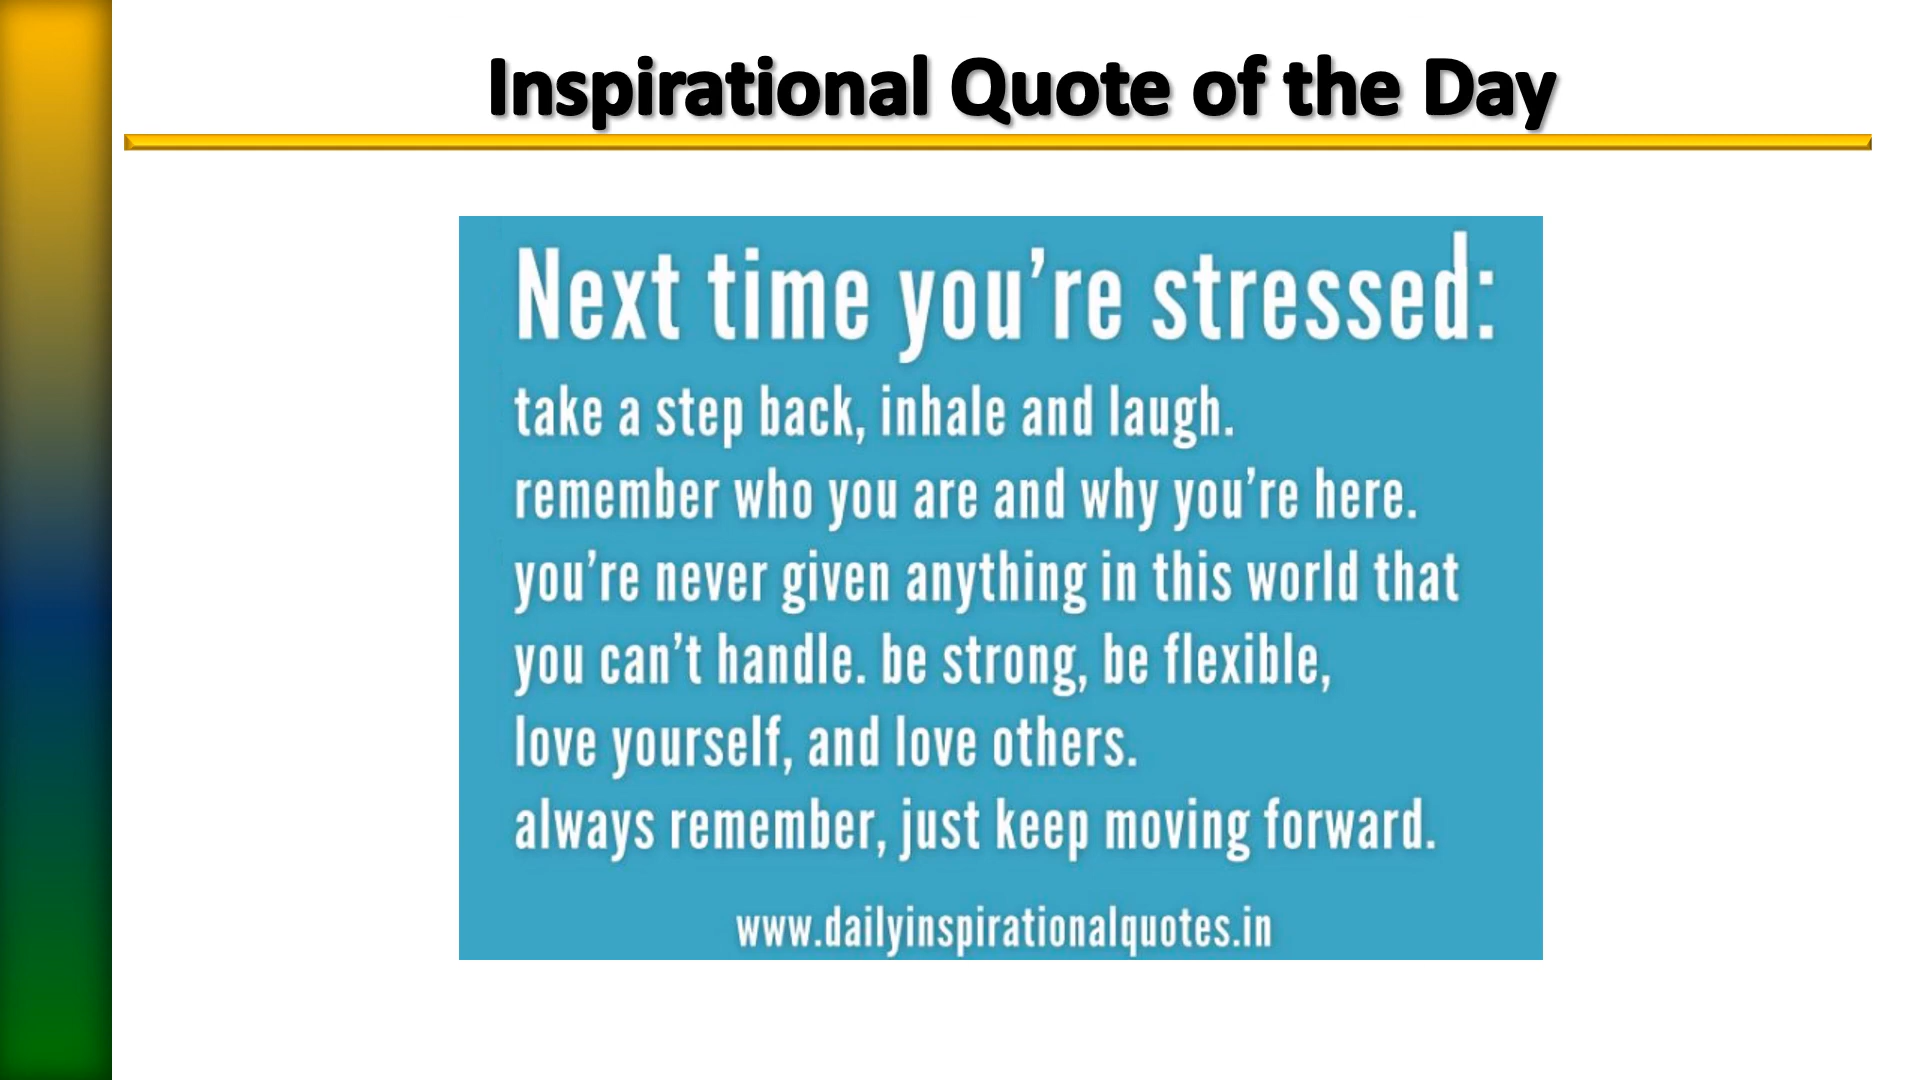 Inspirational Quote of the Day
Next time you’re stressed:
take a step back, inhale and laugh.
remember who you are and why you’re here.
you’re never given anything in this world that
you can’t handle. be strong, be flexible,
love yourself, and love others.
always remember, just keep moving forward.
www.dailyinspirationalquotes.in